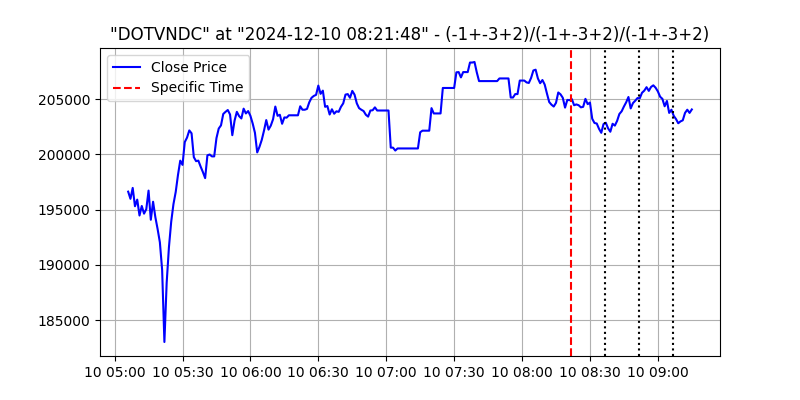 "DOTVNDC" at "2024-12-10 08:21:48" - (-1+-3+2)/(-1+-3+2)/(-1+-3+2)
Close Price
Specific Time
205000
200000
195000
190000
185000
10 05:00 10 05:30 10 06:00 10 06:30 10 07:00 10 07:30 10 08:00 10 08:30 10 09:00